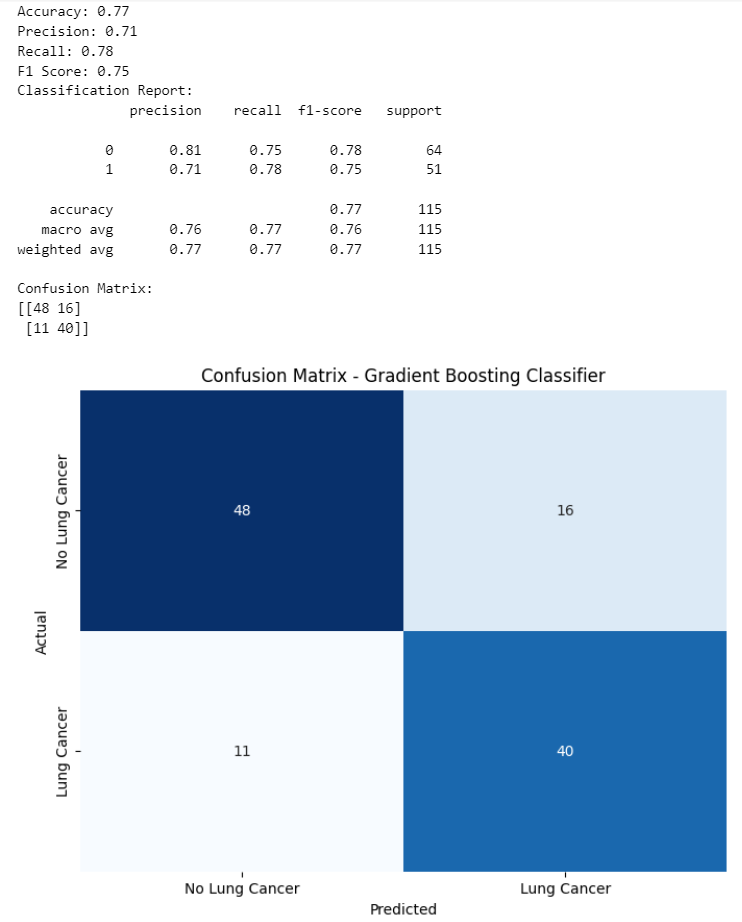 Accuracy: 0.77
Precision: 0.71
Recall: 0.78
F1 Score: 0.75
Classification Report:
precision recall f1-score support
0 0.81 0.75 0.78 64
1 0.71 0.78 0.75 51
accuracy 0.77 115
macro avg 0.76 0.77 0.76 115
weighted avg 0.77 0.77 0.77 115
Confusion Matrix:
[[48 16]
[11 40]]
Confusion Matrix - Gradient Boosting Classifier
Actual
No Lung Cancer
48 16
Lung Cancer
11 40
No Lung Cancer Lung Cancer
Predicted